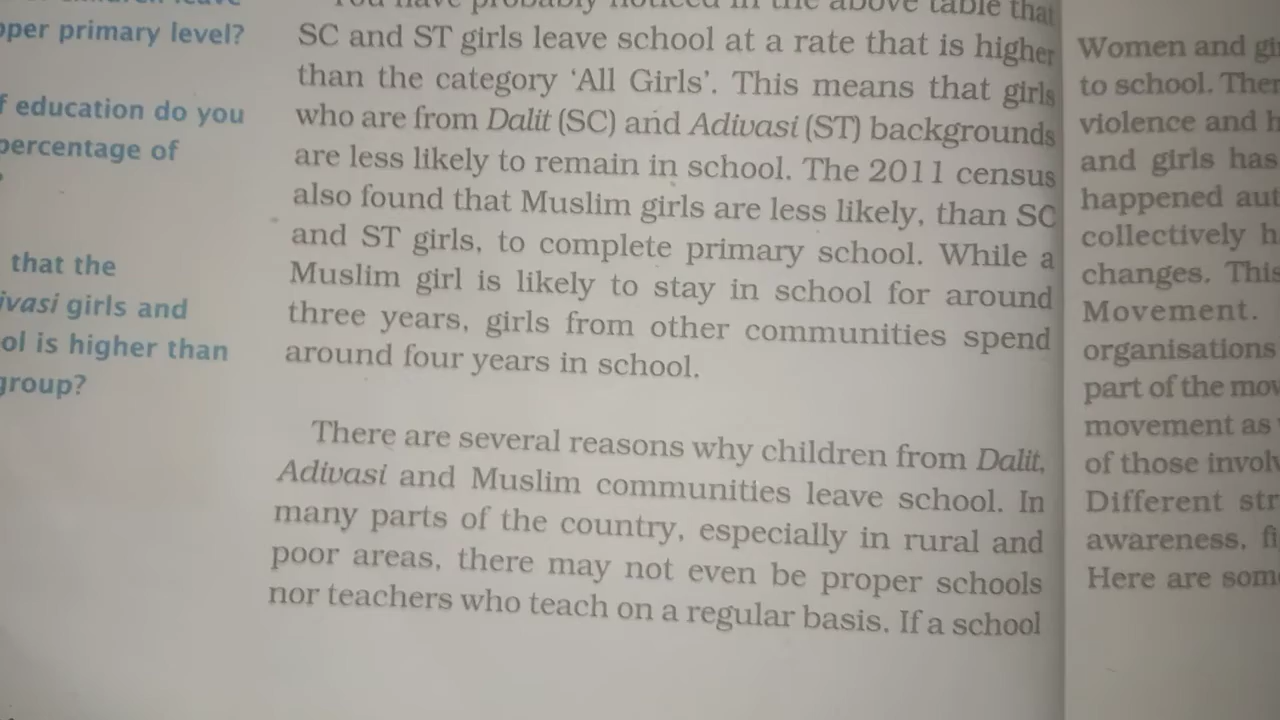 per primary level?
f education do you
percentage of
that the
ivasi girls and
ol is higher than
group?
You have probably noticed in the above table that
SC and ST girls leave school at a rate that is higher
than the category ‘All Girls’. This means that girls
who are from Dalit (SC) and Adivasi (ST) backgrounds
are less likely to remain in school. The 2011 census
also found that Muslim girls are less likely, than SC
and ST girls, to complete primary school. While a
Muslim girl is likely to stay in school for around
three years, girls from other communities spend
around four years in school.
There are several reasons why children from Dalit,
Adivasi and Muslim communities leave school. In
many parts of the country, especially in rural and
poor areas, there may not even be proper schools
nor teachers who teach on a regular basis. If a school
Women and gi
to school. Ther
violence and h
and girls has
happened aut
collectively h
changes. This
Movement.
organisations
part of the mov
movement as
of those involv
Different str
awareness, fi
Here are som